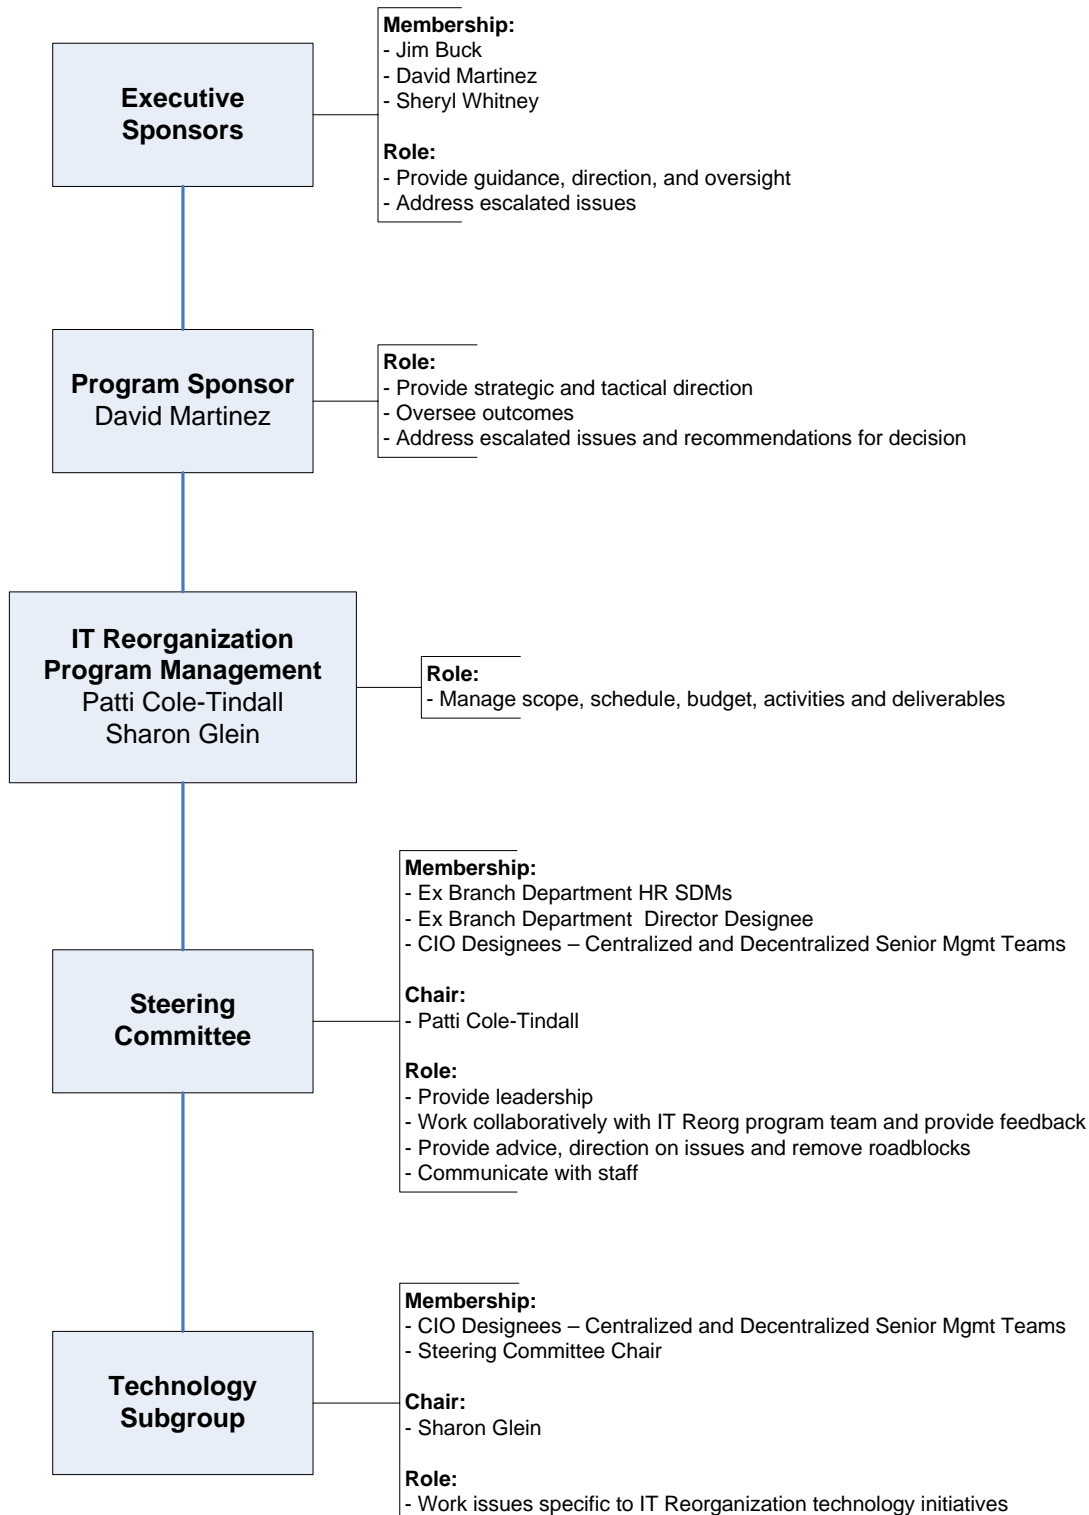 Executive
Sponsors
Membership:
- Jim Buck
- David Martinez
- Sheryl Whitney
Role:
- Provide guidance, direction, and oversight
- Address escalated issues
Program Sponsor
David Martinez
Role:
- Provide strategic and tactical direction
- Oversee outcomes
- Address escalated issues and recommendations for decision
IT Reorganization
Program Management
Patti Cole-Tindall
Sharon Glein
Role:
- Manage scope, schedule, budget, activities and deliverables
Steering
Committee
Membership:
- Ex Branch Department HR SDMs
- Ex Branch Department  Director Designee
- CIO Designees – Centralized and Decentralized Senior Mgmt Teams
Chair:
- Patti Cole-Tindall
Role:
- Provide leadership
- Work collaboratively with IT Reorg program team and provide feedback
- Provide advice, direction on issues and remove roadblocks
- Communicate with staff
Technology
Subgroup
Membership:
- CIO Designees – Centralized and Decentralized Senior Mgmt Teams
- Steering Committee Chair
Chair:
- Sharon Glein
Role:
- Work issues specific to IT Reorganization technology initiatives